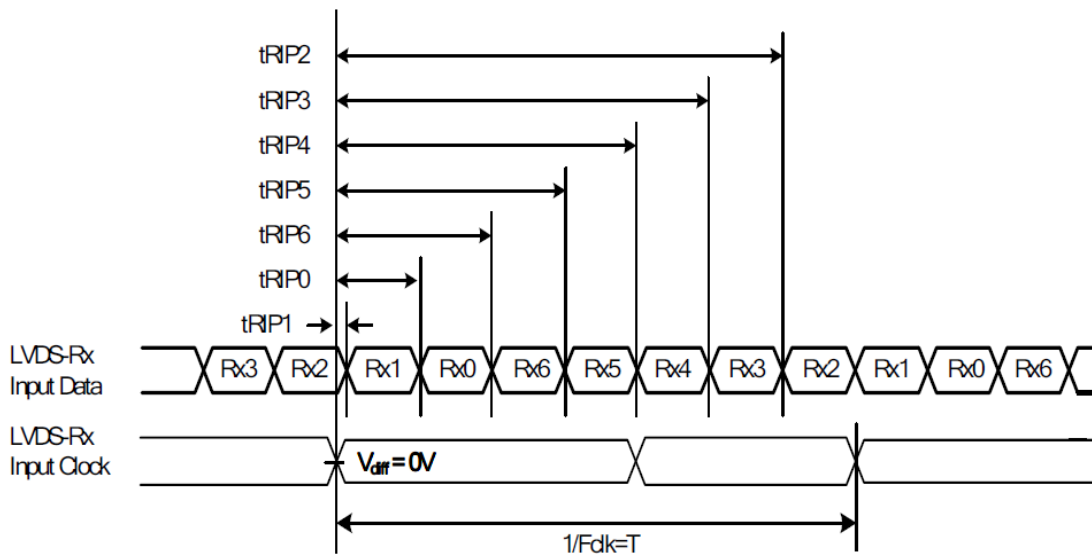 tRIP2
tRIP3
tRIP4
tRIP5
tRIP6
tRIP0
tRIP1
LVDS-Rx
Input Data
Rx3 Rx2 Rx1 Rx0 Rx6 Rx5 Rx4 Rx3 Rx2 Rx1 Rx0 Rx6
LVDS-Rx
Input Clock
Vdiff = 0V
1/Fclk=T